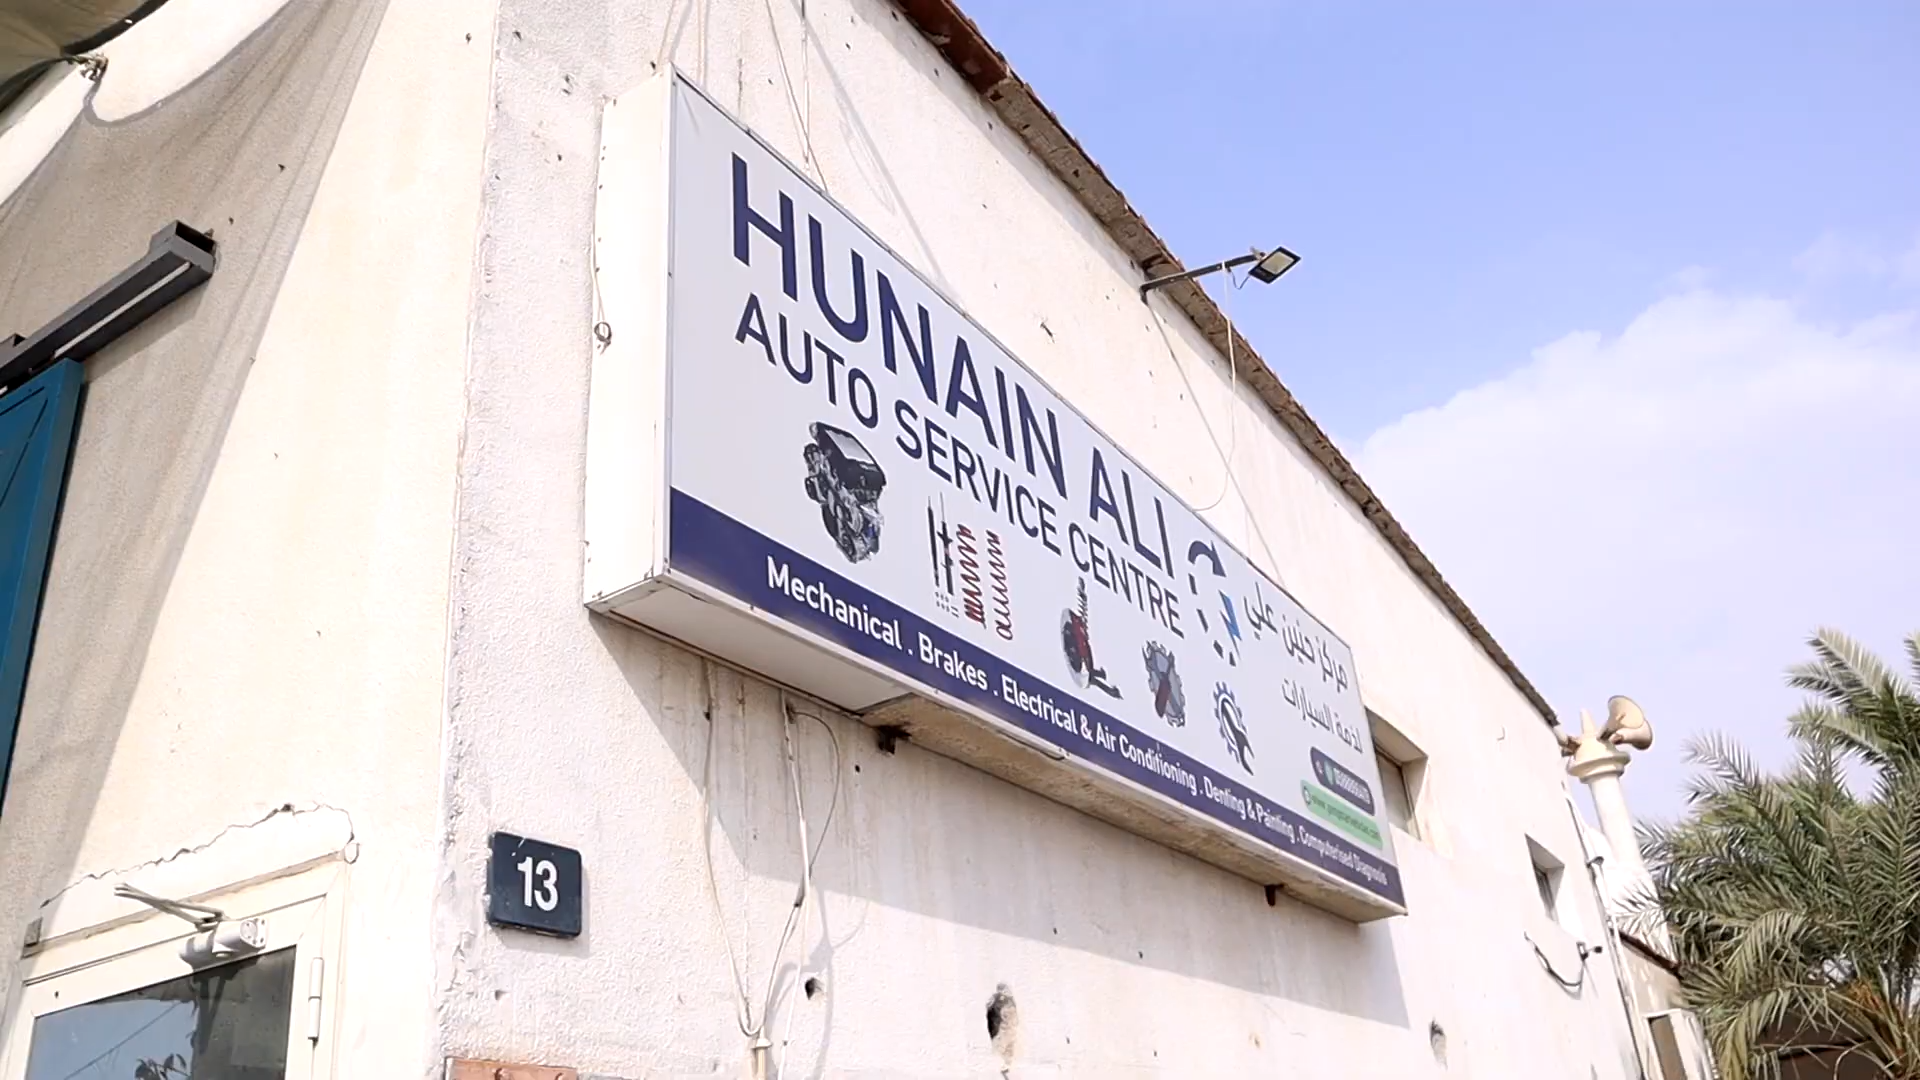 HUNAIN ALI
AUTO SERVICE CENTRE
مركز حنين علي
لخدمة السيارات
Mechanical . Brakes . Electrical & Air Conditioning . Denting & Painting . Computerised Diagnosis
13